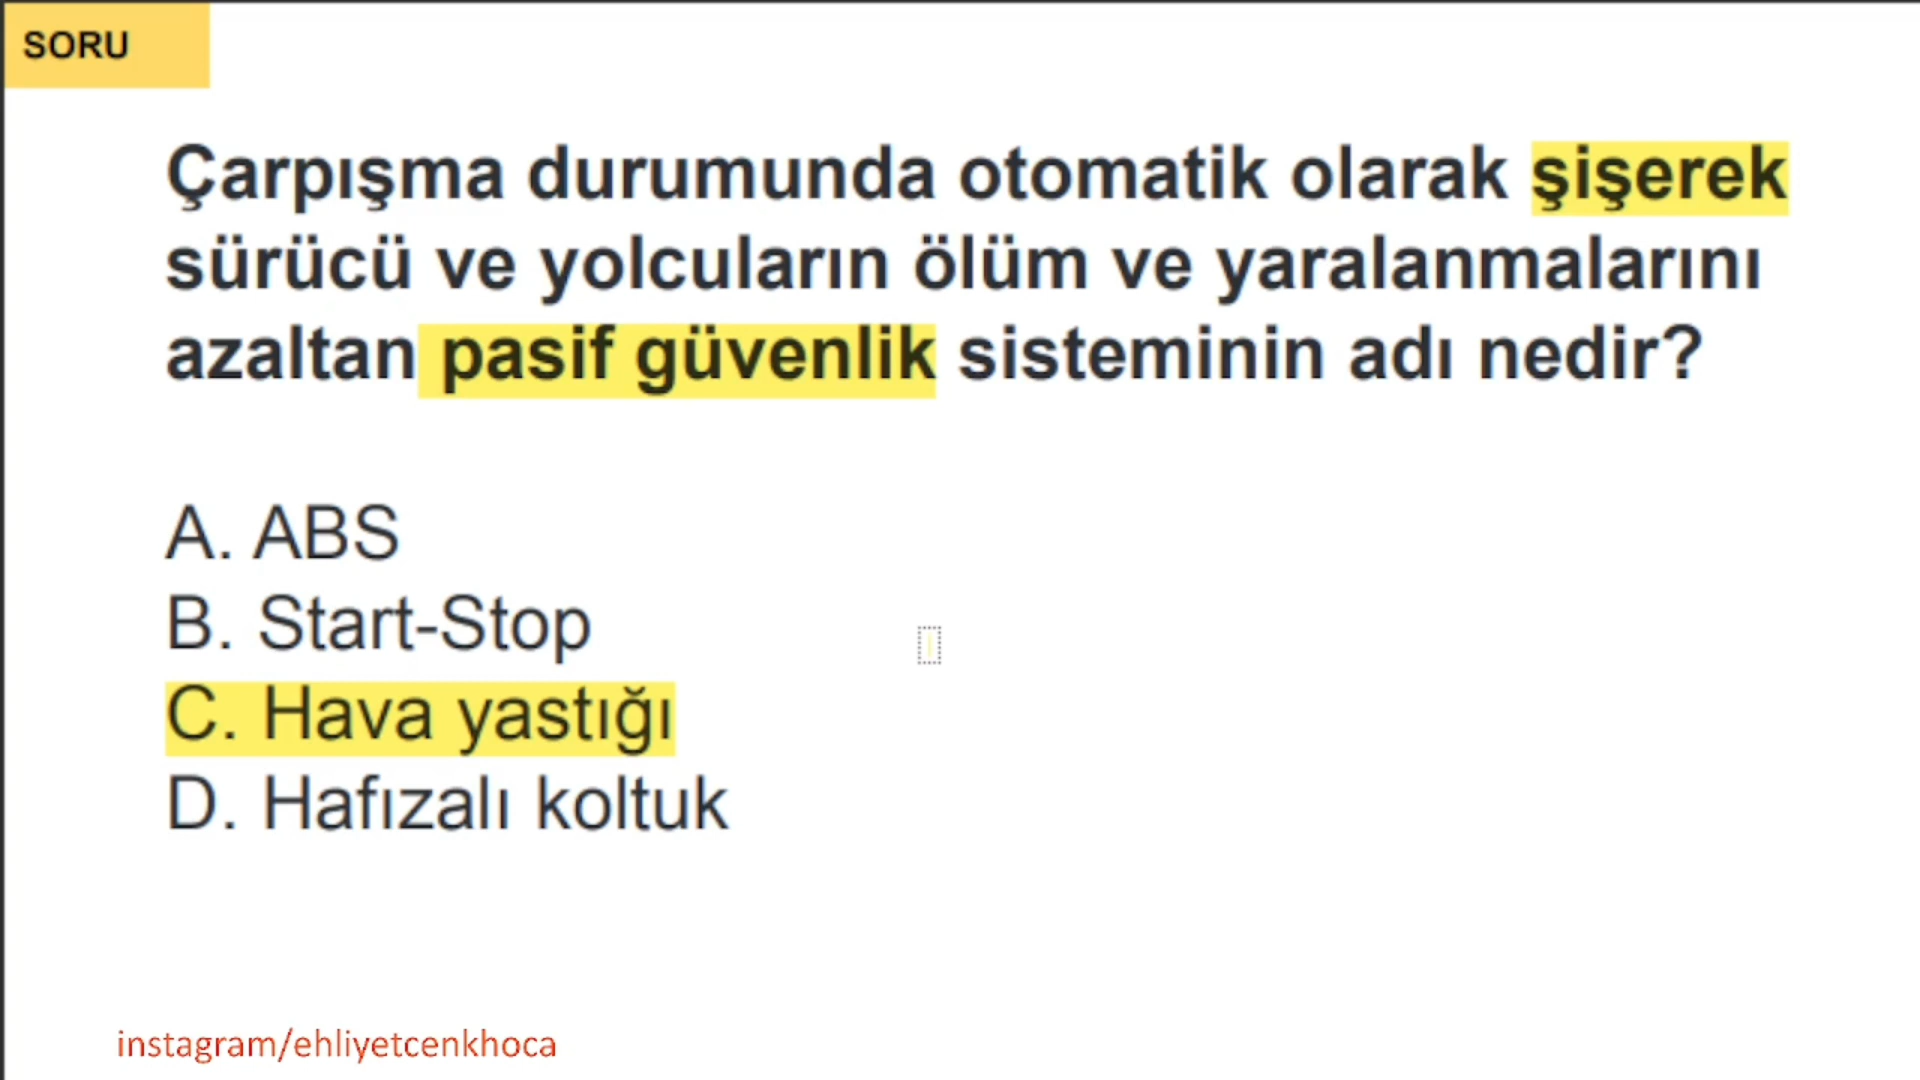 SORU
Çarpışma durumunda otomatik olarak şişerek
sürücü ve yolcuların ölüm ve yaralanmalarını
azaltan pasif güvenlik sisteminin adı nedir?
A. ABS
B. Start-Stop
C. Hava yastığı
D. Hafızalı koltuk
instagram/ehliyetcenkhoca